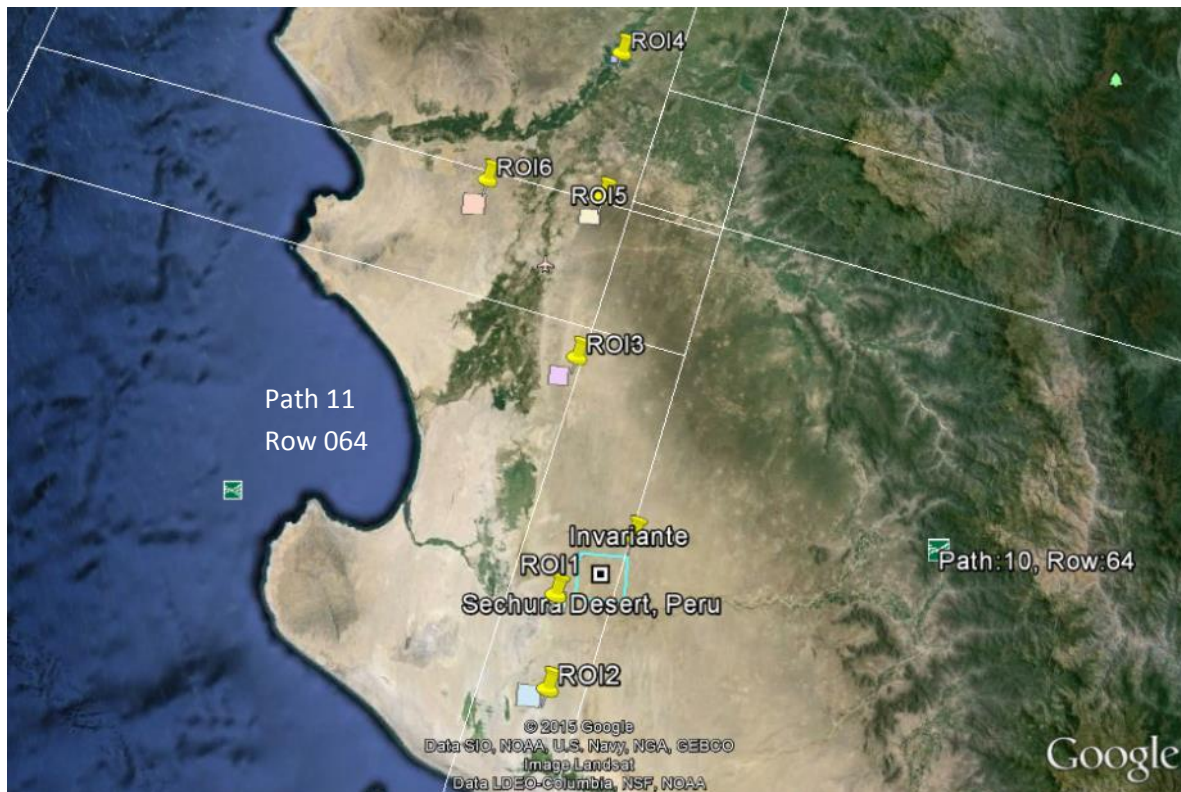 ROI4
ROI6
ROI5
ROI3
Path 11
Row 064
Invariante
Path:10, Row:64
ROI1
Sechura Desert, Peru
ROI2
© 2015 Google
Data SIO, NOAA, U.S. Navy, NGA, GEBCO
Image Landsat
Data LDEO-Columbia, NSF, NOAA
Google